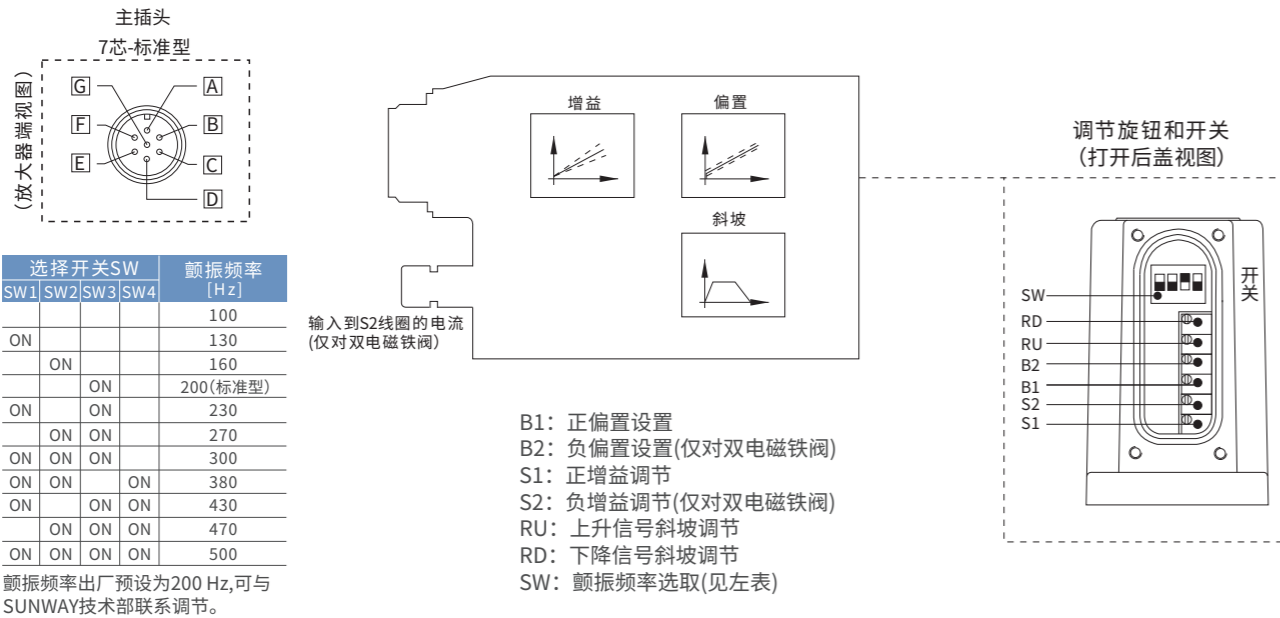 主插头
7芯-标准型
(放大器端视图)
G
A
F
B
E
C
D
选择开关SW 颤振频率
SW1 SW2 SW3 SW4 [Hz]
100
ON 130
ON 160
ON 200(标准型)
ON ON 230
ON ON 270
ON ON ON 300
ON ON ON 380
ON ON ON 430
ON ON ON 470
ON ON ON ON 500
颤振频率出厂预设为200 Hz,可与
SUNWAY技术部联系调节。
增益
偏置
斜坡
输入到S2线圈的电流
(仅对双电磁铁阀)
B1：正偏置设置
B2：负偏置设置(仅对双电磁铁阀)
S1：正增益调节
S2：负增益调节(仅对双电磁铁阀)
RU：上升信号斜坡调节
RD：下降信号斜坡调节
SW：颤振频率选取(见左表)
调节旋钮和开关
(打开后盖视图)
开关
SW
RD
RU
B2
B1
S2
S1